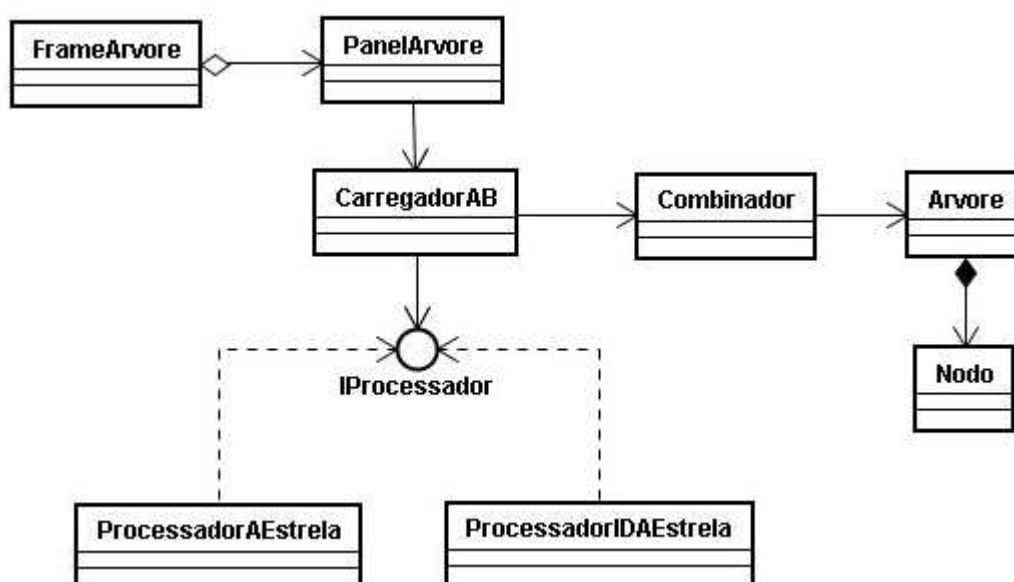 FrameArvore
PanelArvore
CarregadorAB
Combinador
Arvore
IProcessador
Nodo
ProcessadorAEstrela
ProcessadorIDAEstrela